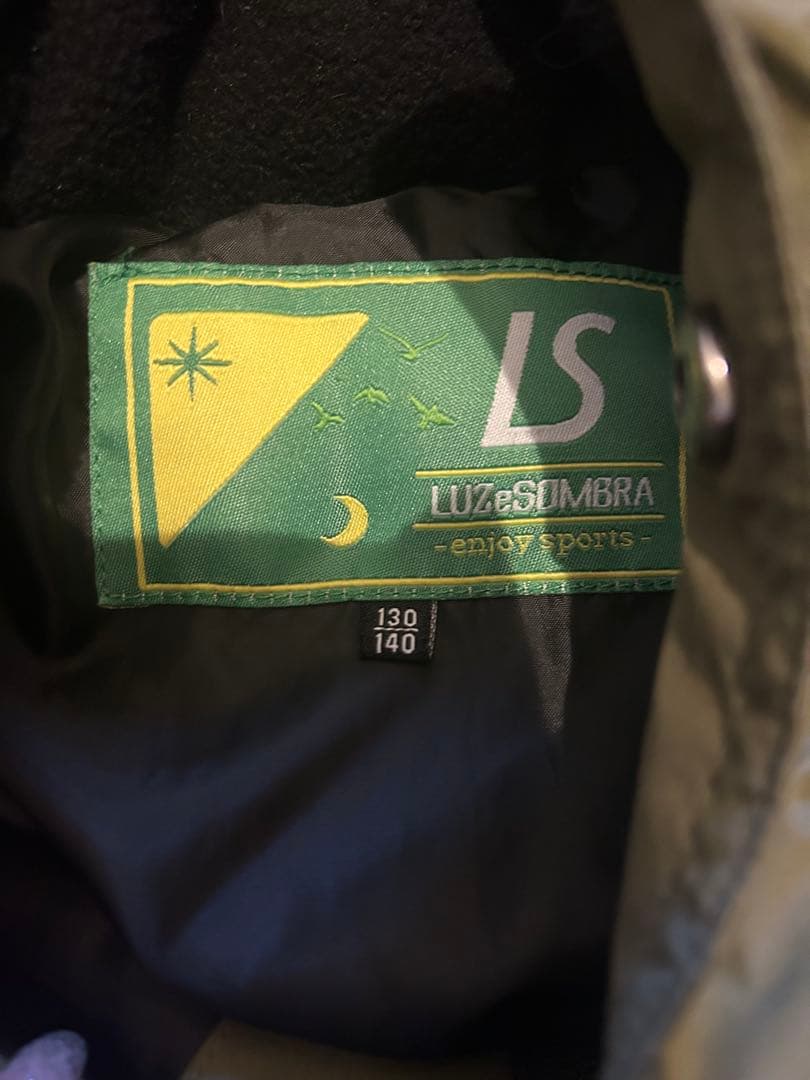 LS
LUZeSOMBRA
-enjoy sports-
130
140